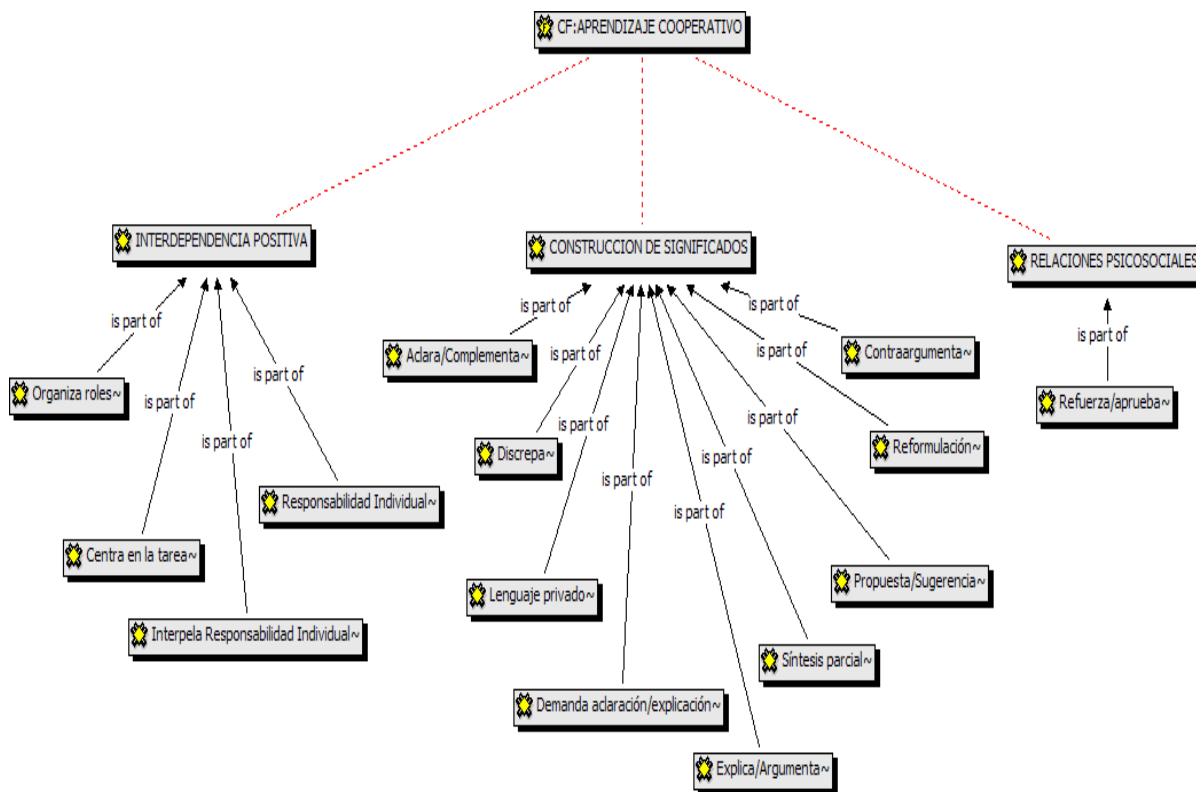 CF:APRENDIZAJE COOPERATIVO
INTERDEPENDENCIA POSITIVA
CONSTRUCCION DE SIGNIFICADOS
RELACIONES PSICOSOCIALES
is part of
is part of
is part of
is part of
Organiza roles~
Responsabilidad Individual~
Centra en la tarea~
Interpela Responsabilidad Individual~
is part of
is part of
is part of
is part of
is part of
is part of
is part of
is part of
is part of
is part of
Aclara/Complementa~
Contraargumenta~
Discrepa~
Reformulación~
Lenguaje privado~
Propuesta/Sugerencia~
Síntesis parcial~
Demanda aclaración/explicación~
Explica/Argumenta~
is part of
Refuerza/aprueba~